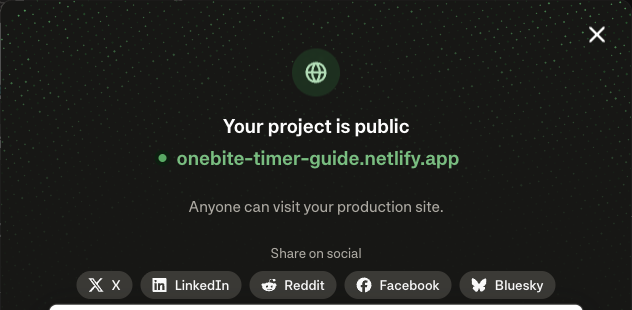 Your project is public
onebite-timer-guide.netlify.app
Anyone can visit your production site.
Share on social
X LinkedIn Reddit Facebook Bluesky